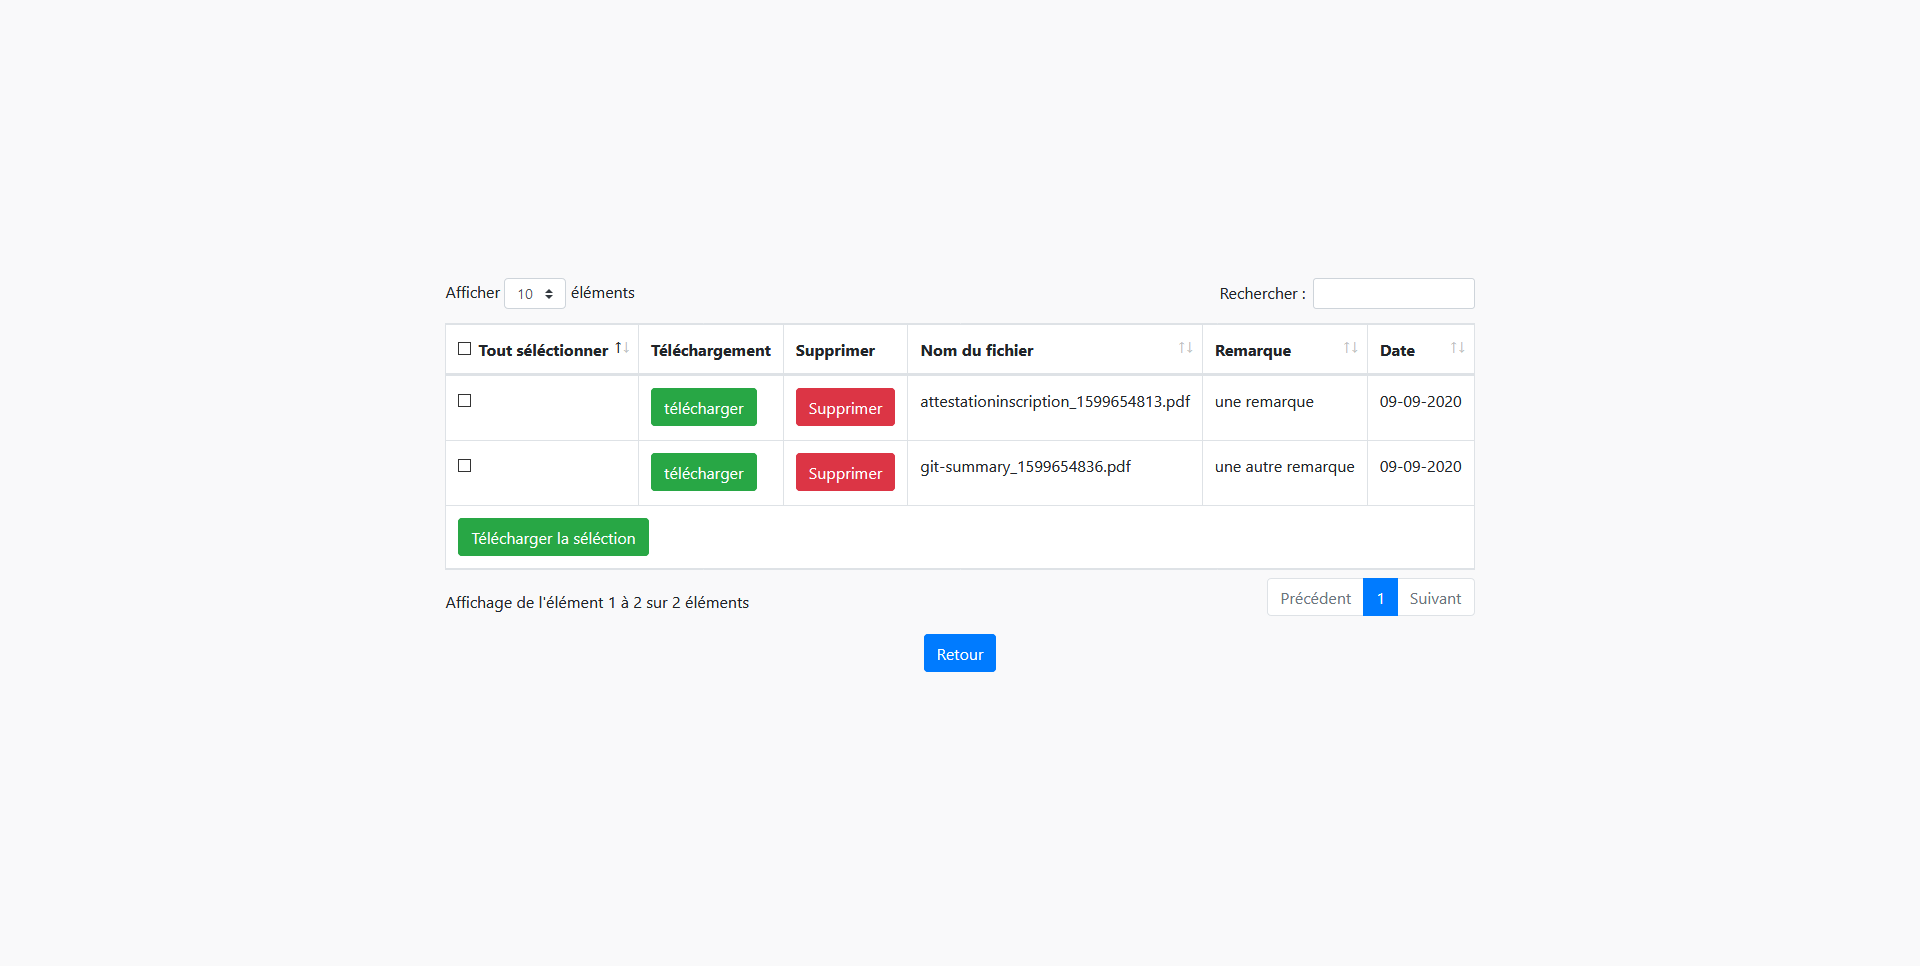 Afficher 10 éléments Rechercher :
Tout séléctionner Téléchargement Supprimer Nom du fichier Remarque Date
télécharger Supprimer attestationinscription_1599654813.pdf une remarque 09-09-2020
télécharger Supprimer git-summary_1599654836.pdf une autre remarque 09-09-2020
Télécharger la séléction
Affichage de l'élément 1 à 2 sur 2 éléments Précédent 1 Suivant
Retour